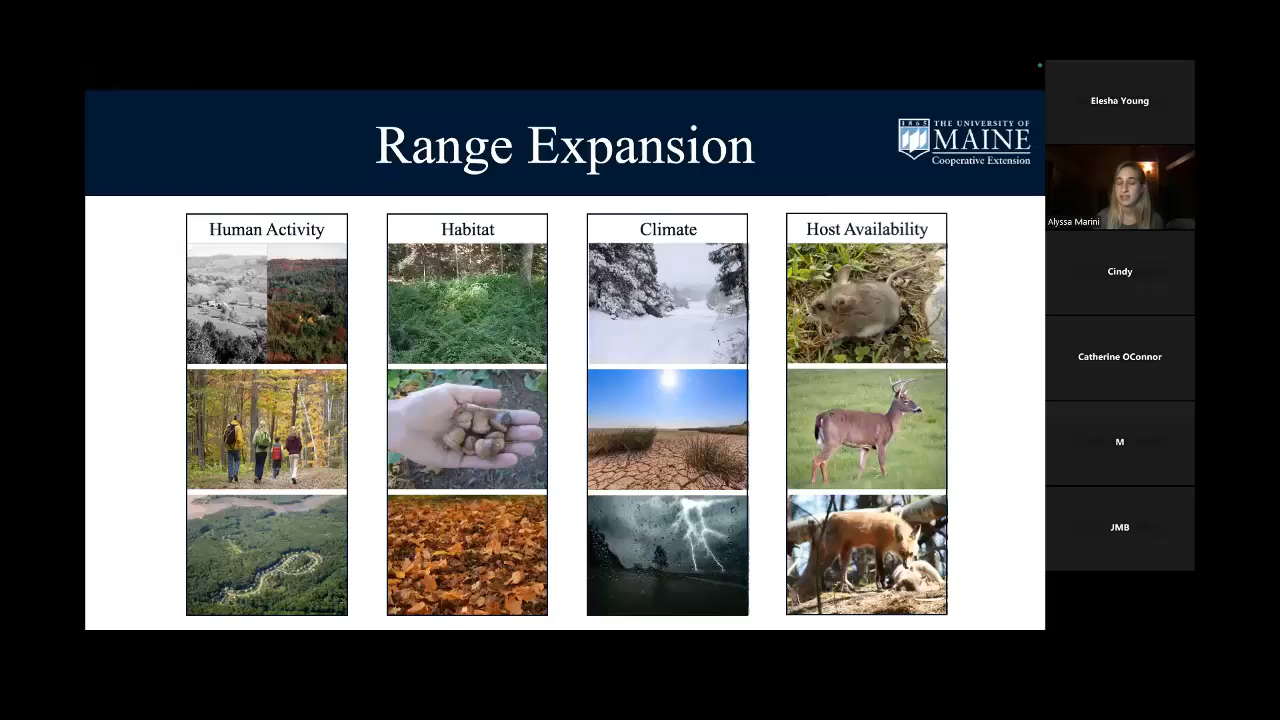 Range Expansion
1865
THE UNIVERSITY OF
MAINE
Cooperative Extension
Human Activity
Habitat
Climate
Host Availability
Elesha Young
Alyssa Marini
Cindy
Catherine OConnor
M
JMB